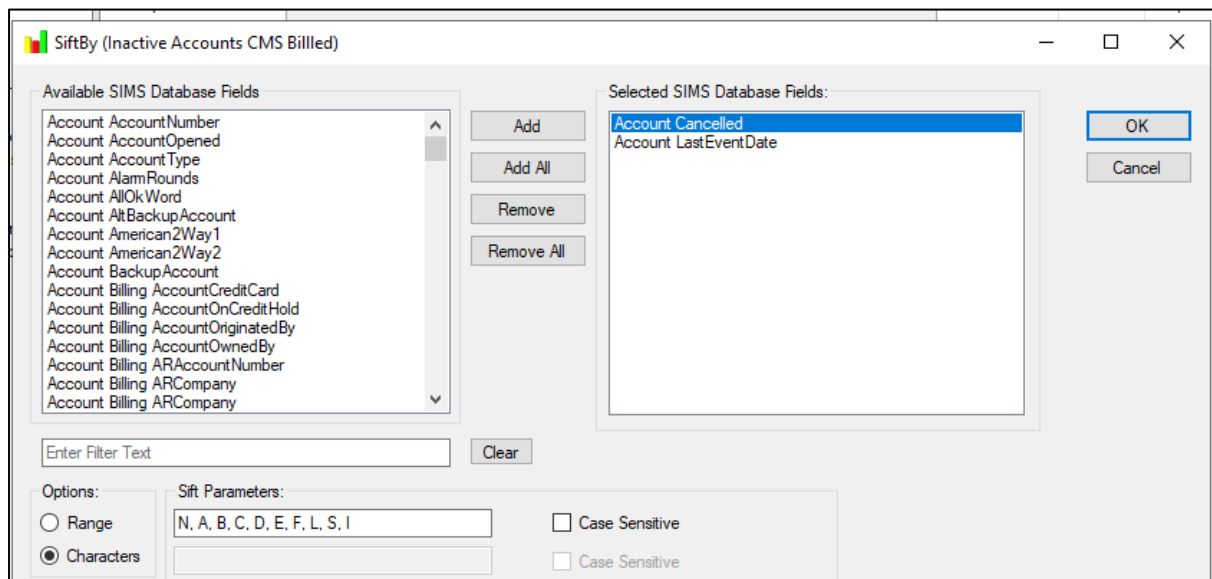 SiftBy (Inactive Accounts CMS Billled)
Available SIMS Database Fields
Account AccountNumber
Account AccountOpened
Account AccountType
Account AlarmRounds
Account AllOkWord
Account AltBackupAccount
Account American2Way1
Account American2Way2
Account BackupAccount
Account Billing AccountCreditCard
Account Billing AccountOnCreditHold
Account Billing AccountOriginatedBy
Account Billing AccountOwnedBy
Account Billing ARAccountNumber
Account Billing ARCompany
Account Billing ARCompany
Add
Add All
Remove
Remove All
Selected SIMS Database Fields:
Account Cancelled
Account LastEventDate
OK
Cancel
Enter Filter Text
Clear
Options:
Range
Characters
Sift Parameters:
N, A, B, C, D, E, F, L, S, I
Case Sensitive
Case Sensitive